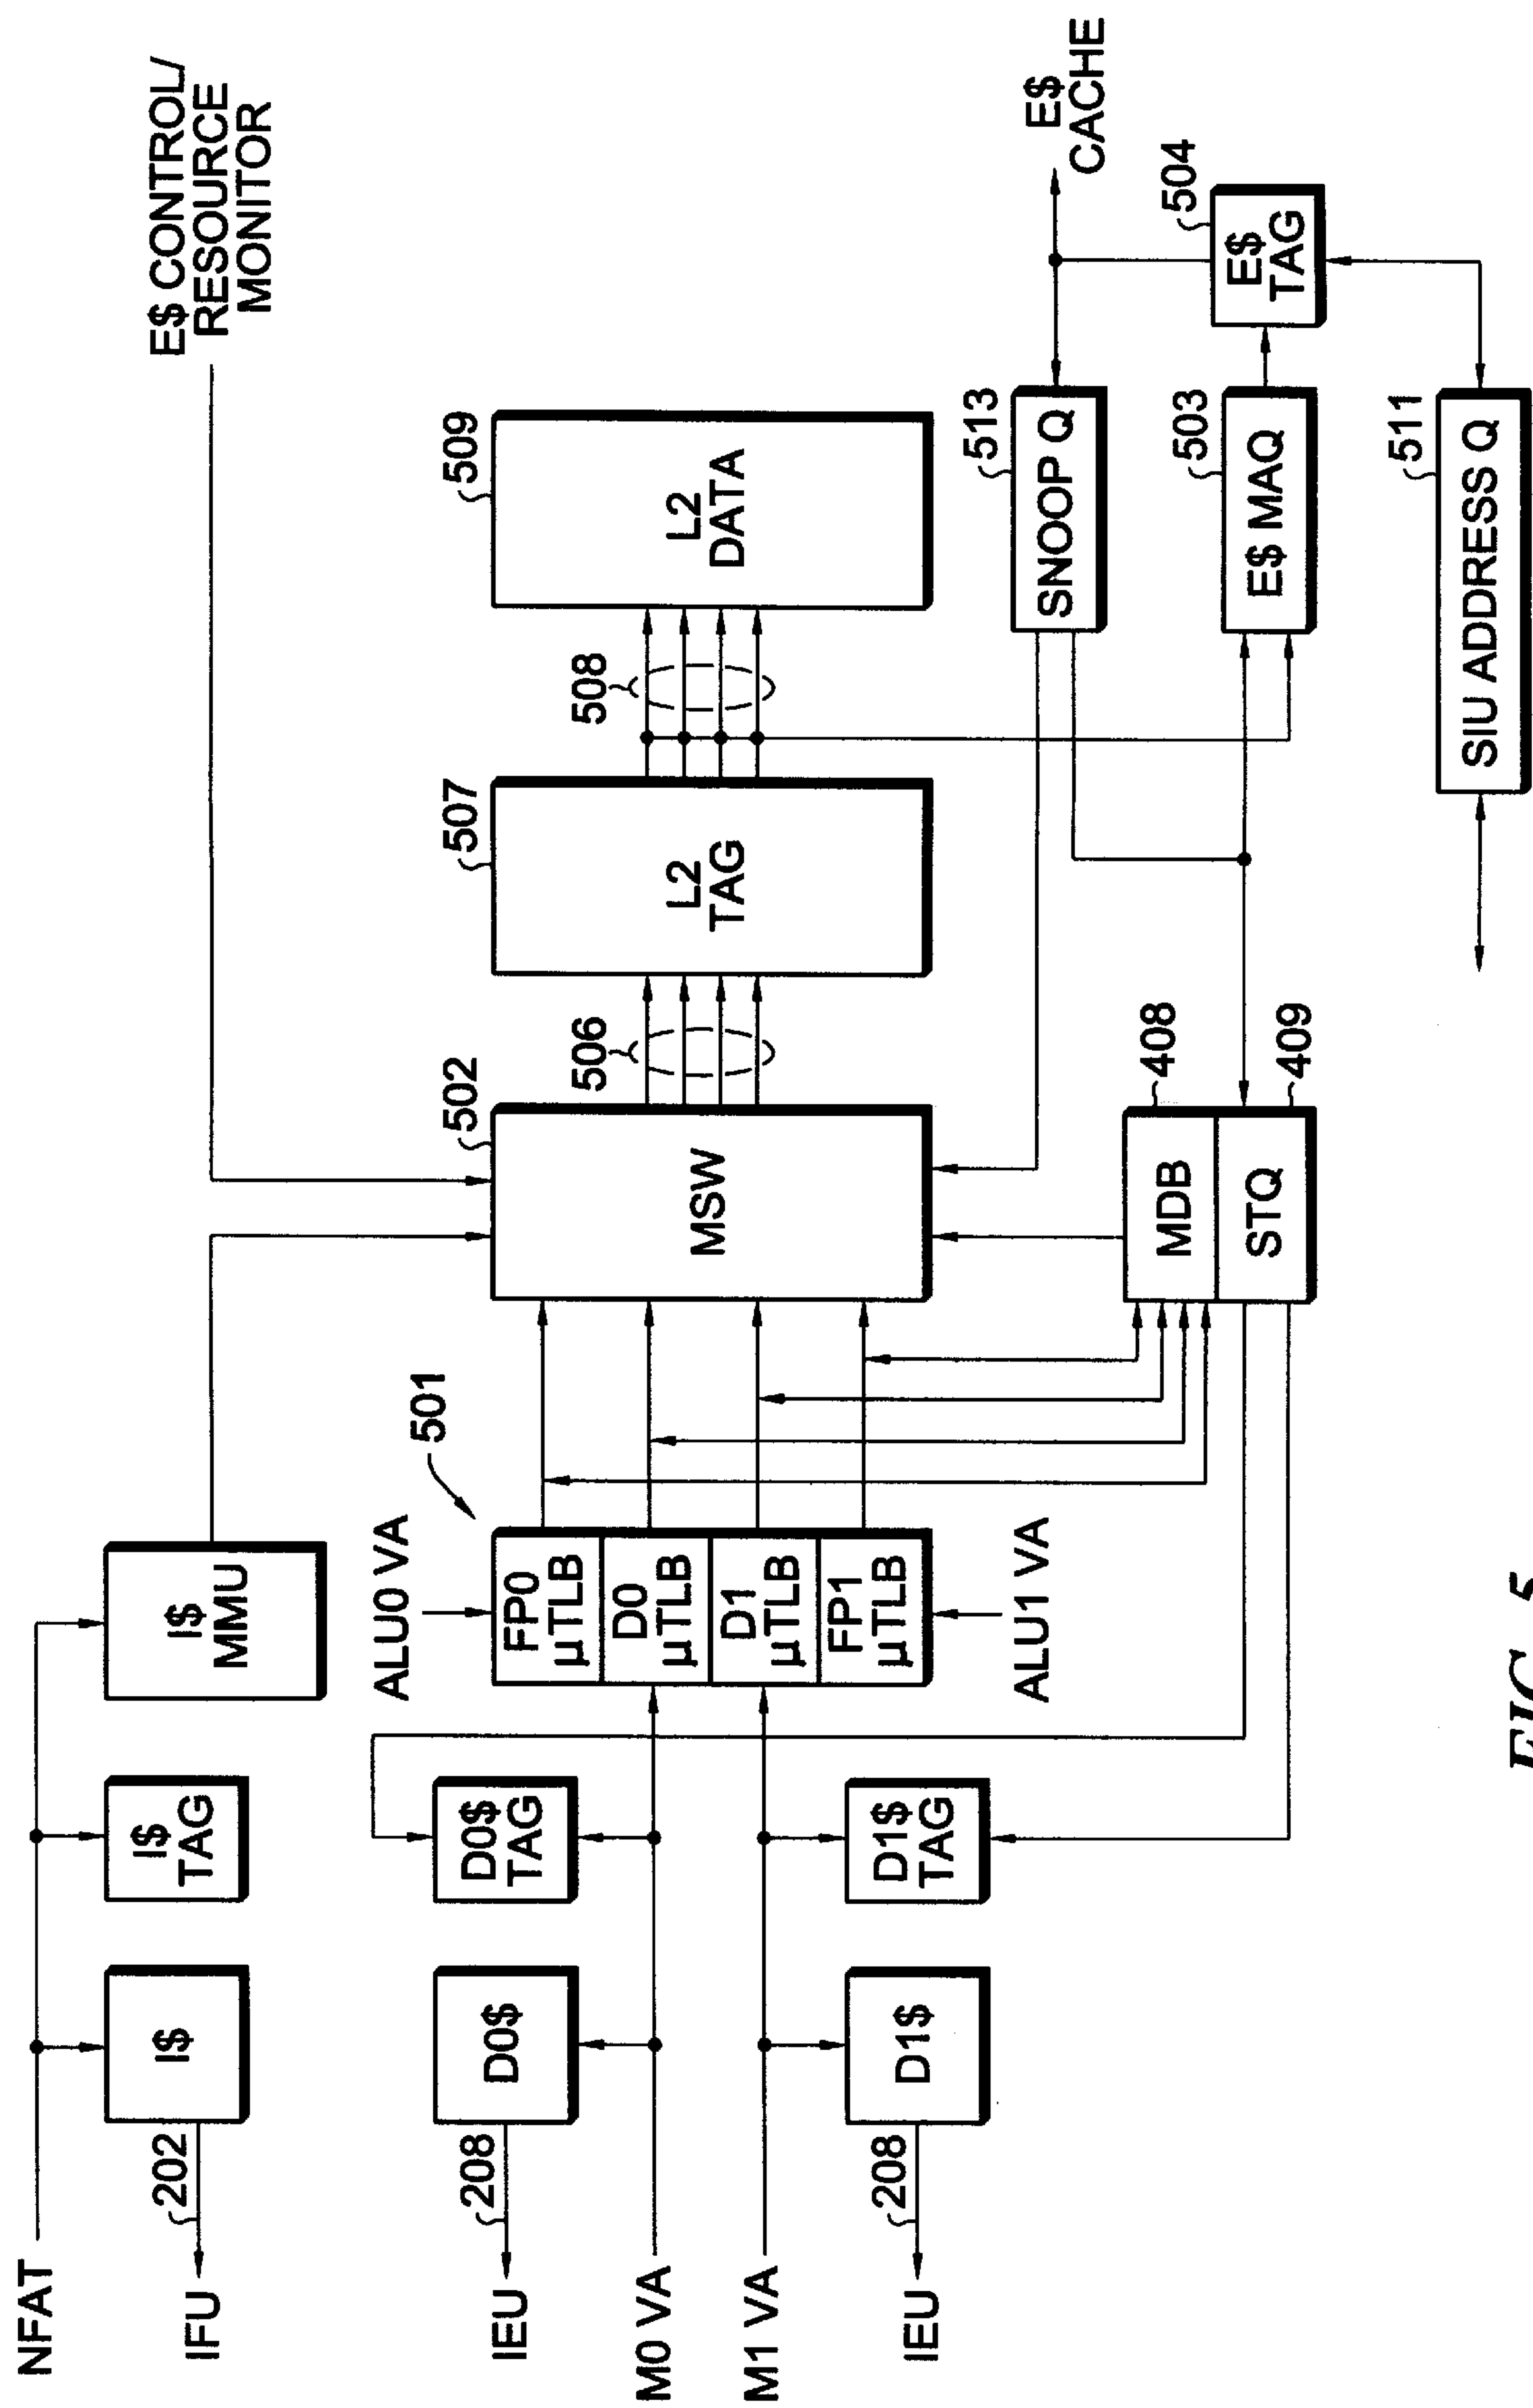 NFAT
IFU
202
I$
I$
TAG
I$
MMU
E$ CONTROL/
RESOURCE
MONITOR
IEU
208
D0$
D0$
TAG
M0 VA
M1 VA
IEU
208
D1$
D1$
TAG
ALU0 VA
501
FP0
µTLB
D0
µTLB
D1
µTLB
FP1
µTLB
ALU1 VA
502
MSW
506
507
L2
TAG
508
509
L2
DATA
408
MDB
STQ
409
513
SNOOP Q
503
E$ MAQ
504
E$
TAG
E$
CACHE
511
SIU ADDRESS Q
FIG. 5